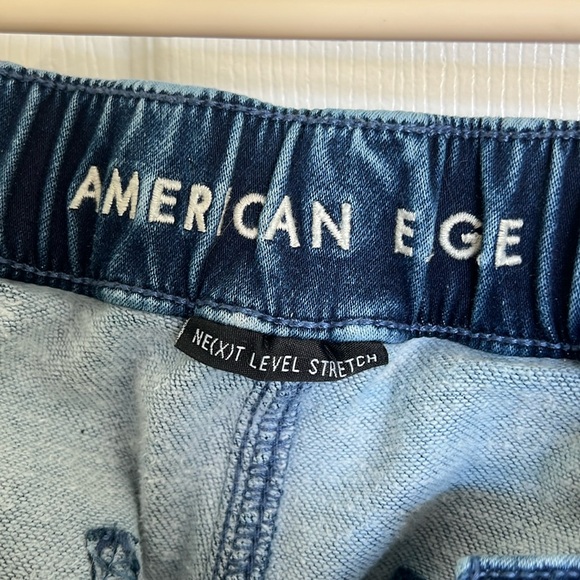 AMERICAN E GE
NE(X)T LEVEL STRETCH